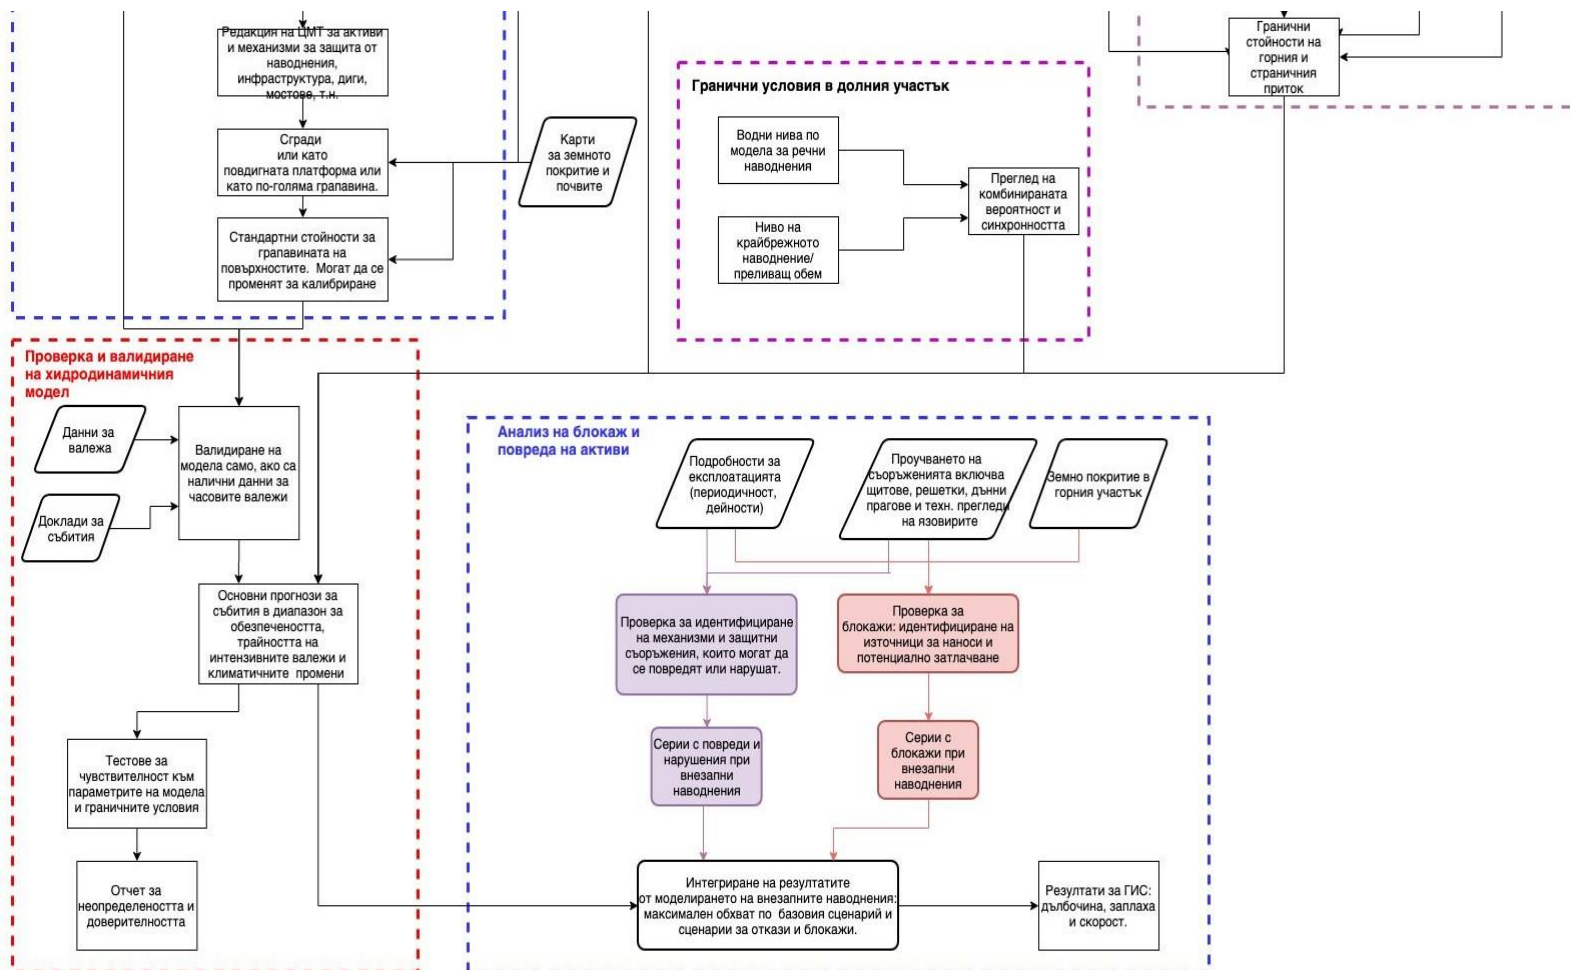 Редакция на ЦМТ за активи
и механизми за защита от
наводнения,
инфраструктура, диги,
мостове, т.н.
Сгради
или като
повдигната платформа или
като по-голяма грапавина.
Карти
за земното
покритие и
почвите
Стандартни стойности за
грапавината на
повърхностите. Могат да се
променят за калибриране
Гранични условия в долния участък
Водни нива по
модела за речни
наводнения
Ниво на
крайбрежното
наводнение/
преливащ обем
Преглед на
комбинираната
вероятност и
синхронността
Гранични
стойности на
горния и
страничния
приток
Проверка и валидиране
на хидродинамичния
модел
Данни за
валежа
Доклади за
събития
Валидиране на
модела само, ако са
налични данни за
часовите валежи
Основни прогнози за
събития в диапазон за
обезпеченостa,
трайността на
интензивните валежи и
климатичните промени
Тестове за
чувствителност към
параметрите на модела
и граничните условия
Отчет за
неопределеността и
доверителността
Анализ на блокаж и
повреда на активи
Подробности за
експлоатацията
(периодичност,
дейности)
Проучването на
съоръженията включва
щитове, решетки, дънни
прагове и техн. прегледи
на язовирите
Земно покритие в
горния участък
Проверка за идентифициране
на механизми и защитни
съоръжения, които могат да
се повредят или нарушат.
Проверка за
блокажи: идентифициране на
източници за наноси и
потенциално затлачване
Серии с повреди и
нарушения при
внезапни
наводнения
Серии с
блокажи при
внезапни
наводнения
Интегриране на резултатите
от моделирането на внезапните наводнения:
максимален обхват по базовия сценарий и
сценарии за откази и блокажи.
Резултати за ГИС:
дълбочина, заплаха
и скорост.